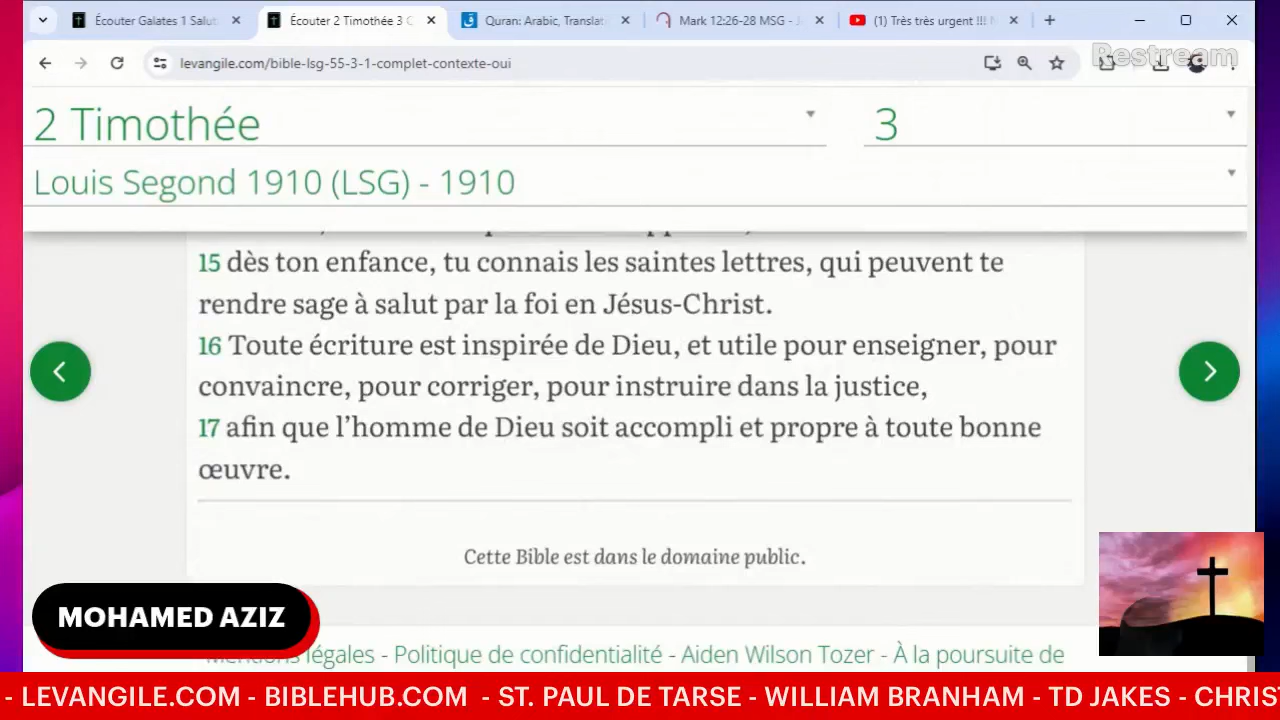 Écouter Galates 1 Salut
Écouter 2 Timothée 3
Quran: Arabic, Translat
Mark 12:26-28 MSG -
(1) Très très urgent !!!
levangile.com/bible-lsg-55-3-1-complet-contexte-oui
Restream
2 Timothée
3
Louis Segond 1910 (LSG) - 1910
15 dès ton enfance, tu connais les saintes lettres, qui peuvent te
rendre sage à salut par la foi en Jésus-Christ.
16 Toute écriture est inspirée de Dieu, et utile pour enseigner, pour
convaincre, pour corriger, pour instruire dans la justice,
17 afin que l’homme de Dieu soit accompli et propre à toute bonne
œuvre.
Cette Bible est dans le domaine public.
MOHAMED AZIZ
Mentions légales - Politique de confidentialité - Aiden Wilson Tozer - À la poursuite de
- LEVANGILE.COM - BIBLEHUB.COM - ST. PAUL DE TARSE - WILLIAM BRANHAM - TD JAKES - CHRIST